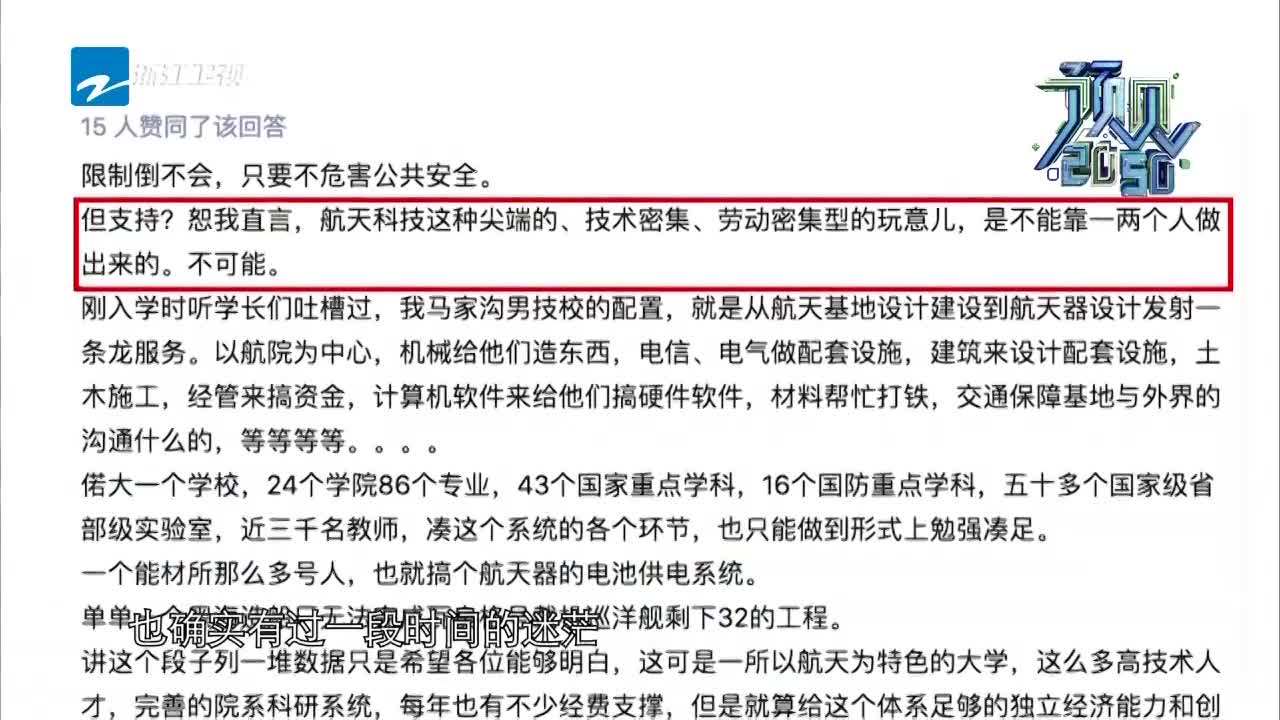 浙江卫视
预见
2050
15 人赞同了该回答
限制倒不会，只要不危害公共安全。
但支持？恕我直言，航天科技这种尖端的、技术密集、劳动密集型的玩意儿，是不能靠一两个人做
出来的。不可能。
刚入学时听学长们吐槽过，我马家沟男技校的配置，就是从航天基地设计建设到航天器设计发射一
条龙服务。以航院为中心，机械给他们造东西，电信、电气做配套设施，建筑来设计配套设施，土
木施工，经管来搞资金，计算机软件来给他们搞硬件软件，材料帮忙打铁，交通保障基地与外界的
沟通什么的，等等等等。。。。
偌大一个学校，24个学院86个专业，43个国家重点学科，16个国防重点学科，五十多个国家级省
部级实验室，近三千名教师，凑这个系统的各个环节，也只能做到形式上勉强凑足。
一个能材所那么多号人，也就搞个航天器的电池供电系统。
单单一个黑海造船厂无法完成瓦良格号载机巡洋舰剩下32的工程。
也确实有过一段时间的迷茫
讲这个段子列一堆数据只是希望各位能够明白，这可是一所以航天为特色的大学，这么多高技术人
才，完善的院系科研系统，每年也有不少经费支撑，但是就算给这个体系足够的独立经济能力和创